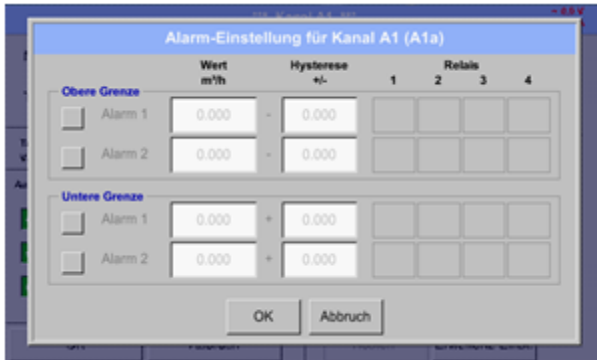 *** Kanal A1 ***
Alarm-Einstellung für Kanal A1 (A1a)
Wert Hysterese Relais
m³/h +/- 1 2 3 4
Obere Grenze
Alarm 1 0.000 - 0.000
Alarm 2 0.000 - 0.000
Untere Grenze
Alarm 1 0.000 + 0.000
Alarm 2 0.000 + 0.000
OK Abbruch